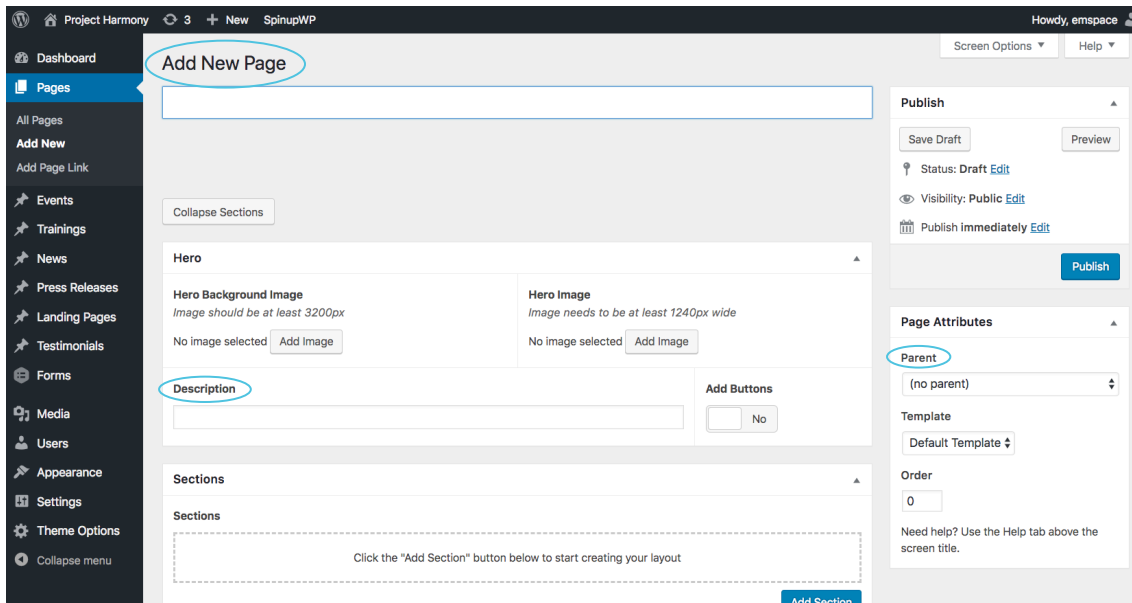 Project Harmony 3 New SpinupWP Howdy, emspace
Dashboard
Pages
All Pages
Add New
Add Page Link
Events
Trainings
News
Press Releases
Landing Pages
Testimonials
Forms
Media
Users
Appearance
Settings
Theme Options
Collapse menu
Screen Options Help
Add New Page
Collapse Sections
Hero
Hero Background Image
Image should be at least 3200px
No image selected Add Image
Hero Image
Image needs to be at least 1240px wide
No image selected Add Image
Description
Add Buttons
No
Sections
Sections
Click the "Add Section" button below to start creating your layout
Add Section
Publish
Save Draft Preview
Status: Draft Edit
Visibility: Public Edit
Publish immediately Edit
Publish
Page Attributes
Parent
(no parent)
Template
Default Template
Order
0
Need help? Use the Help tab above the
screen title.